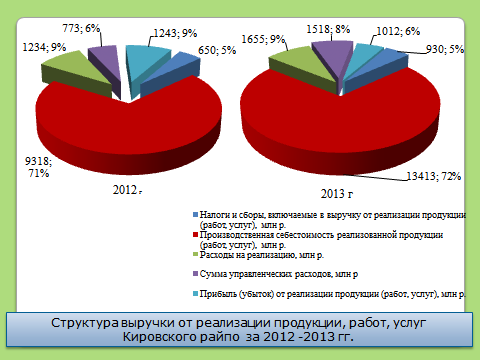 773; 6%
1243; 9%
1234; 9%
650; 5%
9318;
71%
2012 г
1518; 8%
1012; 6%
1655; 9%
930; 5%
13413; 72%
2013 г
Налоги и сборы, включаемые в выручку от реализации продукции
(работ, услуг), млн р.
Производственная себестоимость реализованной продукции
(работ, услуг), млн р.
Расходы на реализацию, млн р.
Сумма управленческих расходов, млн р
Прибыль (убыток) от реализации продукции (работ, услуг), млн р.
Структура выручки от реализации продукции, работ, услуг
Кировского райпо за 2012 -2013 гг.